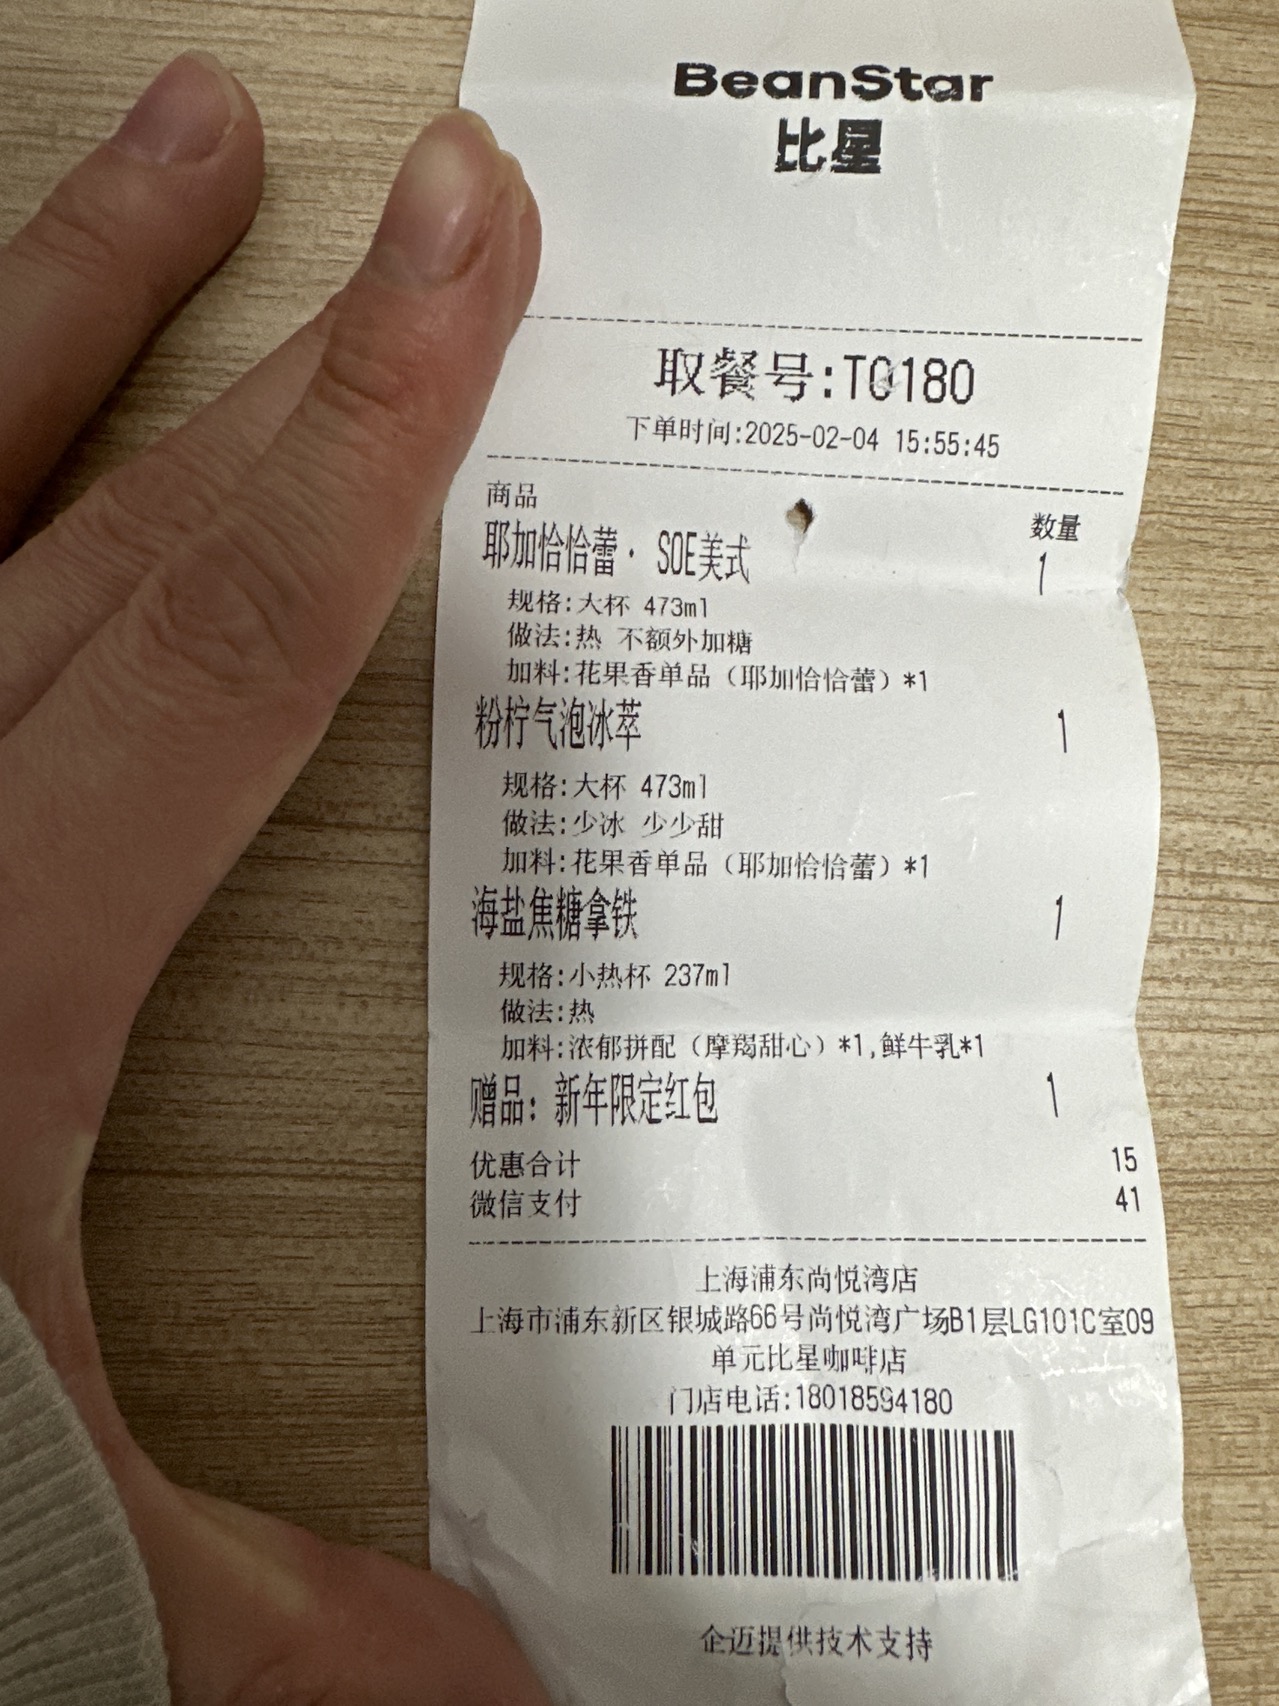 BeanStar
比星
取餐号:T0180
下单时间:2025-02-04 15:55:45
商品 数量
耶加恰恰蕾· SOE美式 1
规格:大杯 473ml
做法:热 不额外加糖
加料:花果香单品（耶加恰恰蕾）*1
粉柠气泡冰萃 1
规格:大杯 473ml
做法:少冰 少少甜
加料:花果香单品（耶加恰恰蕾）*1
海盐焦糖拿铁 1
规格:小热杯 237ml
做法:热
加料:浓郁拼配（摩羯甜心）*1,鲜牛乳*1
赠品: 新年限定红包 1
优惠合计 15
微信支付 41
上海浦东尚悦湾店
上海市浦东新区银城路66号尚悦湾广场B1层LG101C室09
单元比星咖啡店
门店电话:18018594180
企迈提供技术支持